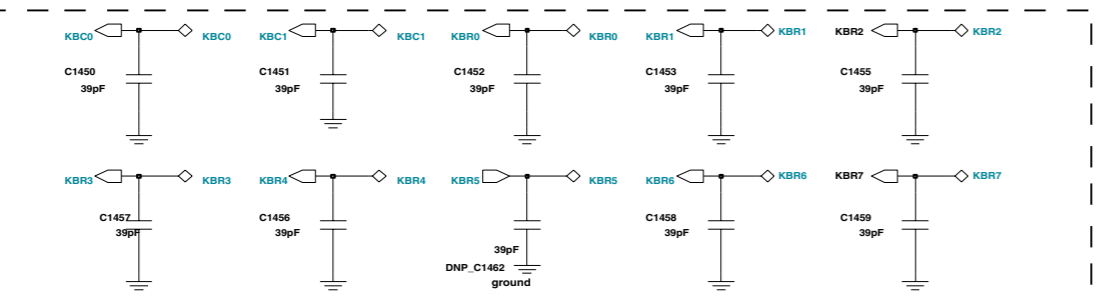 KBC0 KBC0 KBC1 KBC1 KBR0 KBR0 KBR1 KBR1 KBR2 KBR2
C1450 C1451 C1452 C1453 C1455
39pF 39pF 39pF 39pF 39pF
KBR3 KBR3 KBR4 KBR4 KBR5 KBR5 KBR6 KBR6 KBR7 KBR7
C1457 C1456 C1458 C1459
39pF 39pF 39pF 39pF
39pF
DNP_C1462
ground